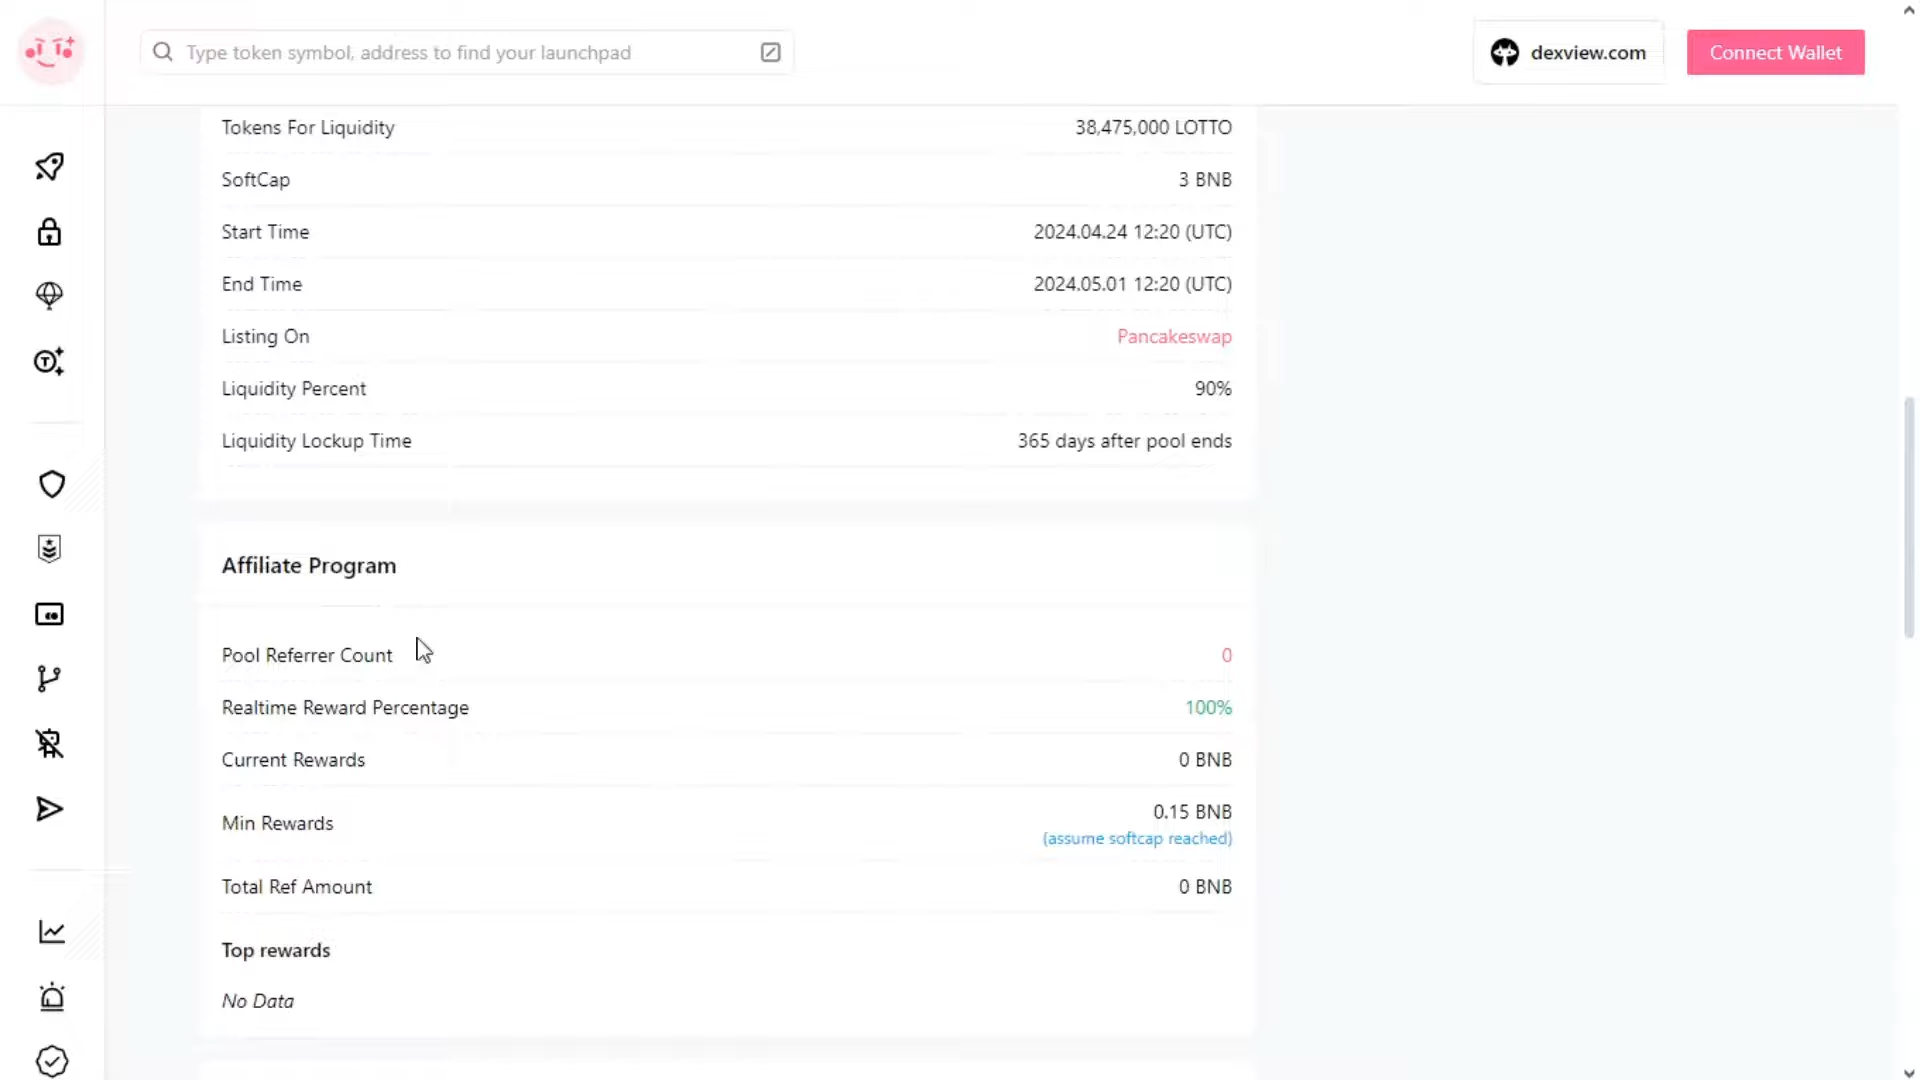 Type token symbol, address to find your launchpad
dexview.com
Connect Wallet
Tokens For Liquidity 38,475,000 LOTTO
SoftCap 3 BNB
Start Time 2024.04.24 12:20 (UTC)
End Time 2024.05.01 12:20 (UTC)
Listing On Pancakeswap
Liquidity Percent 90%
Liquidity Lockup Time 365 days after pool ends
Affiliate Program
Pool Referrer Count 0
Realtime Reward Percentage 100%
Current Rewards 0 BNB
Min Rewards 0.15 BNB
(assume softcap reached)
Total Ref Amount 0 BNB
Top rewards
No Data